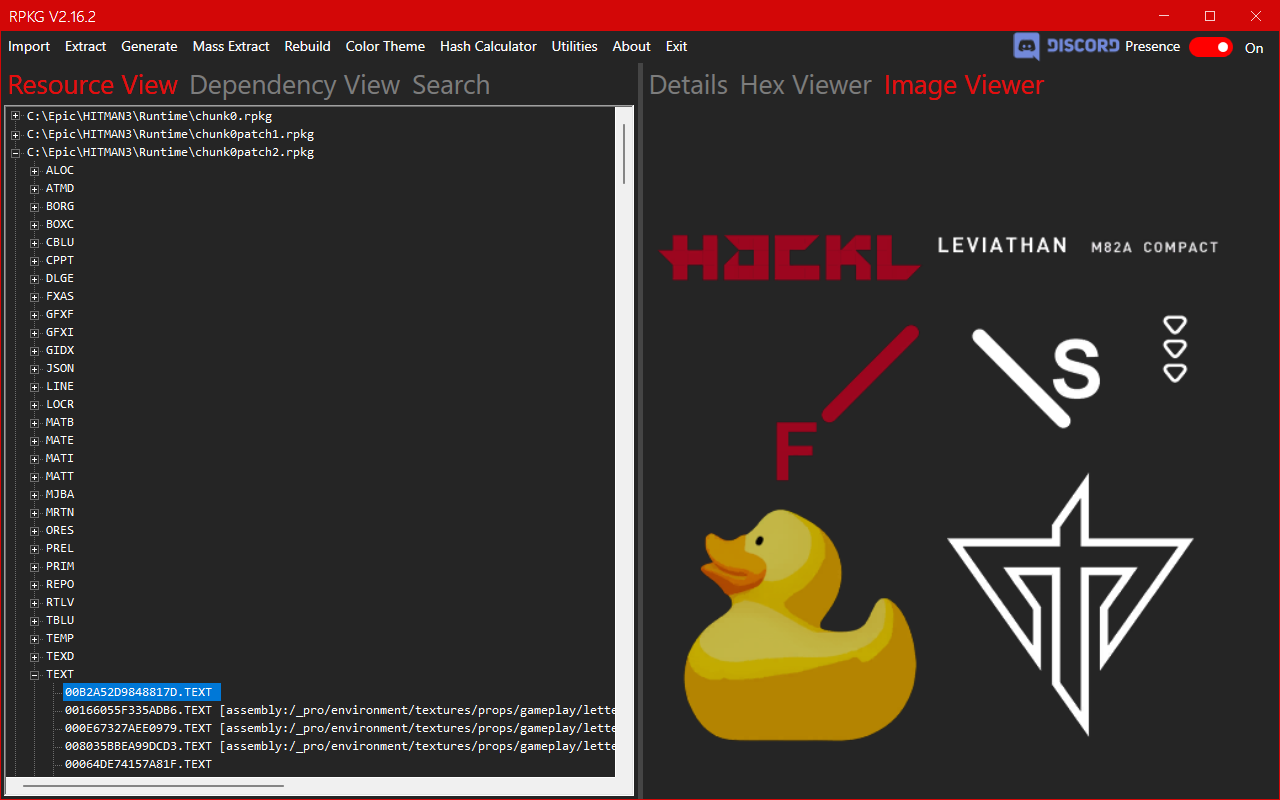 RPKG V2.16.2
Import Extract Generate Mass Extract Rebuild Color Theme Hash Calculator Utilities About Exit
DISCORD Presence On
Resource View Dependency View Search
Details Hex Viewer Image Viewer
C:\Epic\HITMAN3\Runtime\chunk0.rpkg
C:\Epic\HITMAN3\Runtime\chunk0patch1.rpkg
C:\Epic\HITMAN3\Runtime\chunk0patch2.rpkg
ALOC
ATMD
BORG
BOXC
CBLU
CPPT
DLGE
FXAS
GFXF
GFXI
GIDX
JSON
LINE
LOCR
MATB
MATE
MATI
MATT
MJBA
MRTN
ORES
PREL
PRIM
REPO
RTLV
TBLU
TEMP
TEXD
TEXT
00B2A52D9848817D.TEXT
00166055F335ADB6.TEXT [assembly:/_pro/environment/textures/props/gameplay/lette
000E67327AEE0979.TEXT [assembly:/_pro/environment/textures/props/gameplay/lette
008035BBEA99DCD3.TEXT [assembly:/_pro/environment/textures/props/gameplay/lette
00064DE74157A81F.TEXT
HACKL
LEVIATHAN M82A COMPACT
S
F